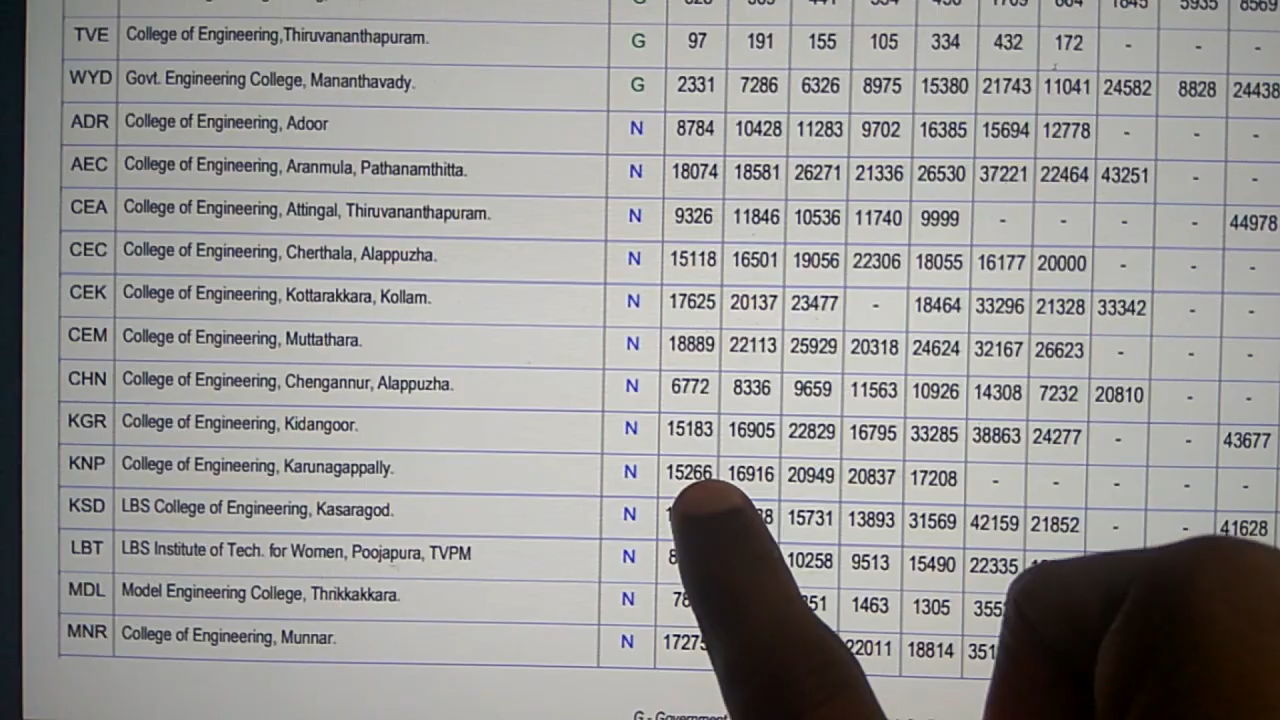 1705 1845 5935 8569
TVE College of Engineering,Thiruvananthapuram. G 97 191 155 105 334 432 172 - - -
WYD Govt. Engineering College, Mananthavady. G 2331 7286 6326 8975 15380 21743 11041 24582 8828 24438
ADR College of Engineering, Adoor N 8784 10428 11283 9702 16385 15694 12778 - - -
AEC College of Engineering, Aranmula, Pathanamthitta. N 18074 18581 26271 21336 26530 37221 22464 43251 - -
CEA College of Engineering, Attingal, Thiruvananthapuram. N 9326 11846 10536 11740 9999 - - - - 44978
CEC College of Engineering, Cherthala, Alappuzha. N 15118 16501 19056 22306 18055 16177 20000 - - -
CEK College of Engineering, Kottarakkara, Kollam. N 17625 20137 23477 - 18464 33296 21328 33342 - -
CEM College of Engineering, Muttathara. N 18889 22113 25929 20318 24624 32167 26623 - - -
CHN College of Engineering, Chengannur, Alappuzha. N 6772 8336 9659 11563 10926 14308 7232 20810 - -
KGR College of Engineering, Kidangoor. N 15183 16905 22829 16795 33285 38863 24277 - - 43677
KNP College of Engineering, Karunagappally. N 15266 16916 20949 20837 17208 - - - - -
KSD LBS College of Engineering, Kasaragod. N 15731 13893 31569 42159 21852 - - 41628
LBT LBS Institute of Tech. for Women, Poojapura, TVPM N 10258 9513 15490 22335
MDL Model Engineering College, Thrikkakkara. N 1463 1305
MNR College of Engineering, Munnar. N 22011 18814
G - Government